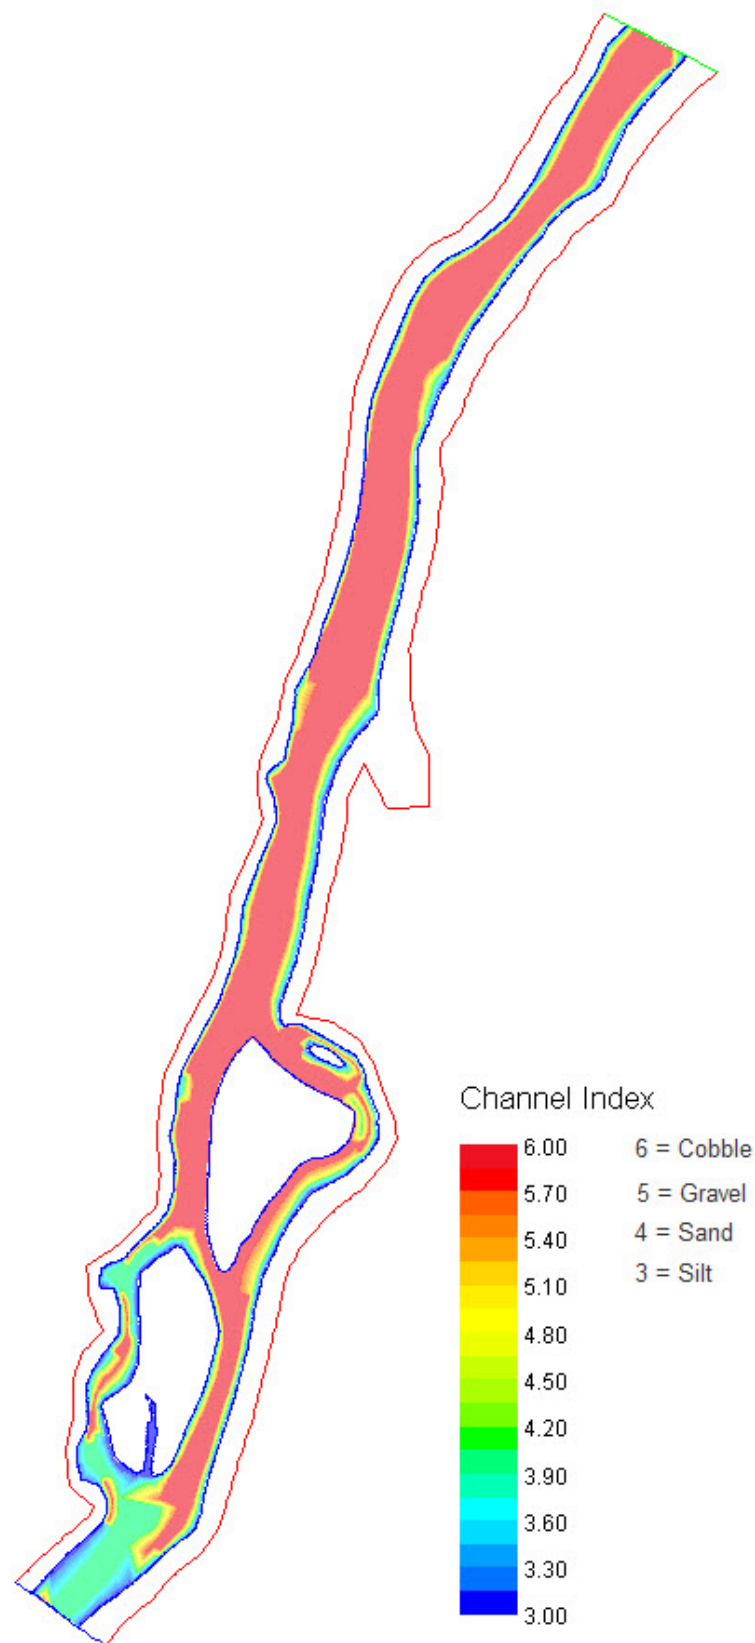 Channel Index
6.00
5.70
5.40
5.10
4.80
4.50
4.20
3.90
3.60
3.30
3.00
6 = Cobble
5 = Gravel
4 = Sand
3 = Silt